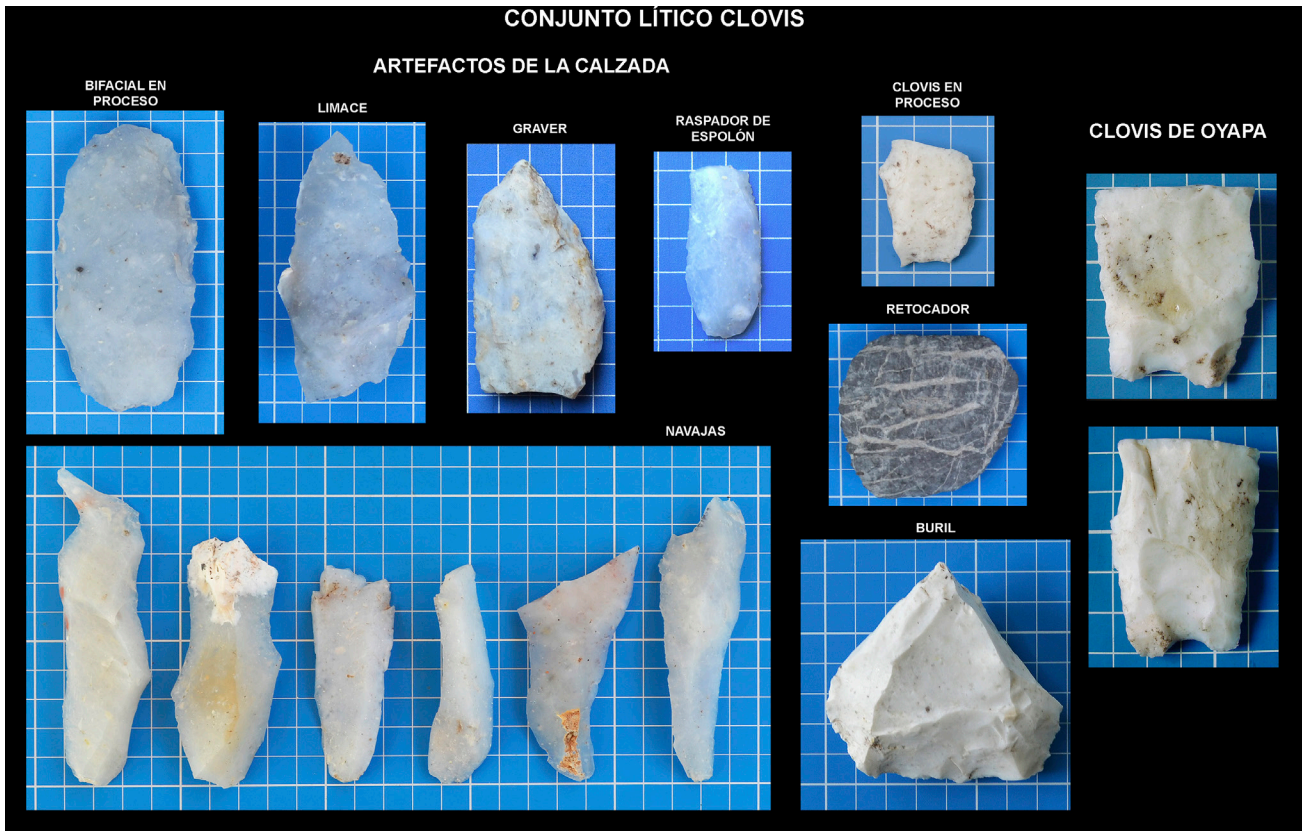 CONJUNTO LÍTICO CLOVIS
ARTEFACTOS DE LA CALZADA
BIFACIAL EN
PROCESO
LIMACE
GRAVER
RASPADOR DE
ESPOLÓN
CLOVIS EN
PROCESO
CLOVIS DE OYAPA
RETOCADOR
NAVAJAS
BURIL